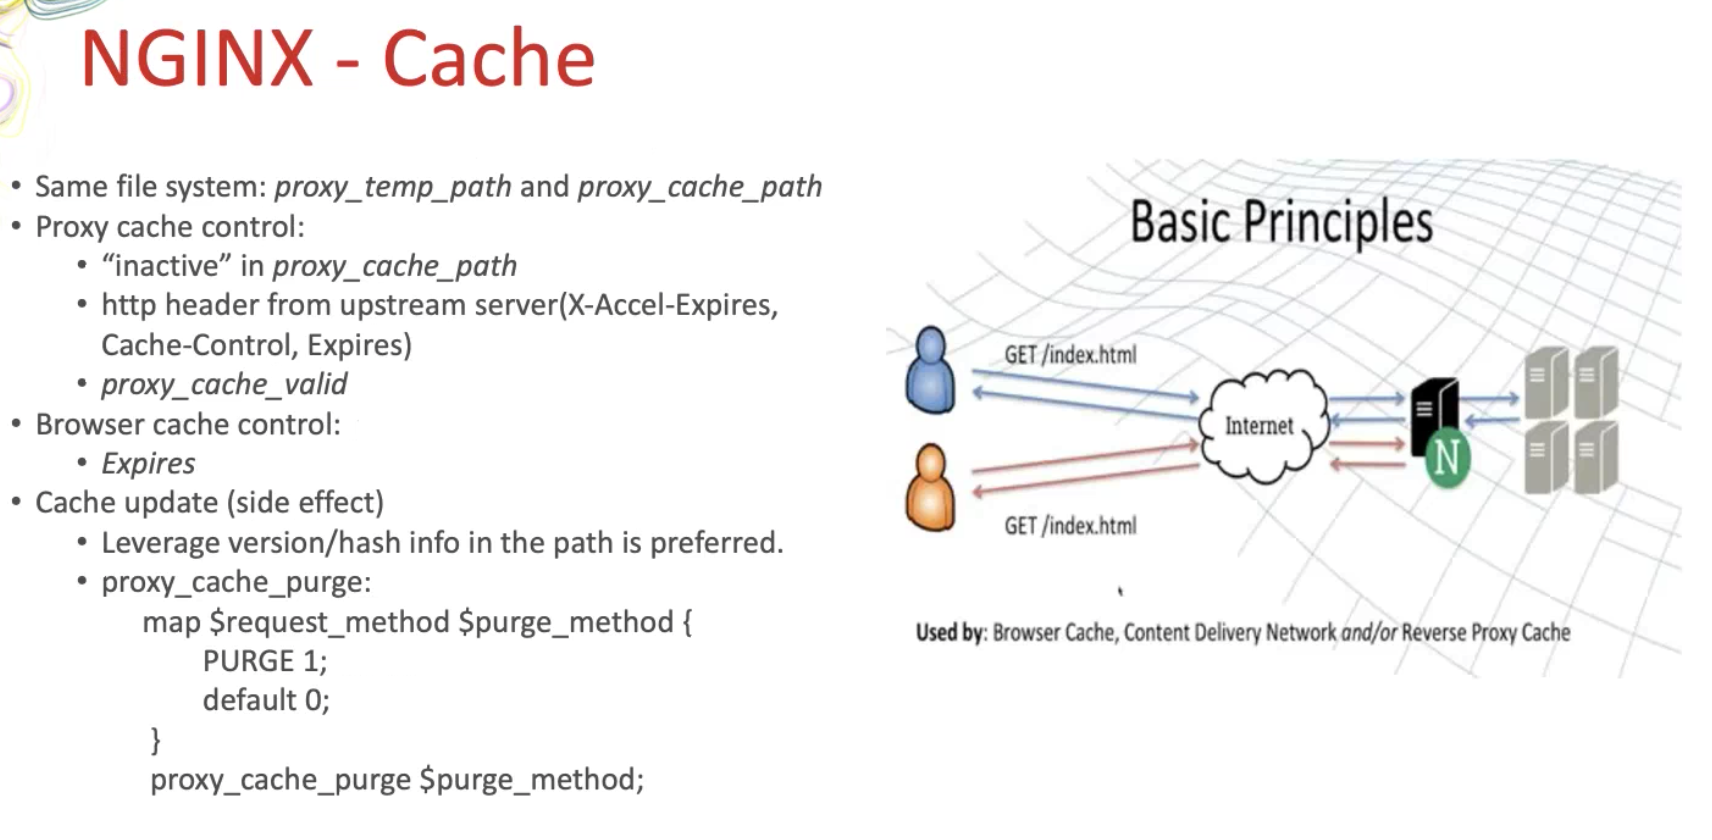 NGINX - Cache
• Same file system: proxy_temp_path and proxy_cache_path
• Proxy cache control:
• “inactive” in proxy_cache_path
• http header from upstream server(X-Accel-Expires,
Cache-Control, Expires)
• proxy_cache_valid
• Browser cache control:
• Expires
• Cache update (side effect)
• Leverage version/hash info in the path is preferred.
• proxy_cache_purge:
map $request_method $purge_method {
PURGE 1;
default 0;
}
proxy_cache_purge $purge_method;
Basic Principles
GET /index.html
Internet
N
GET /index.html
Used by: Browser Cache, Content Delivery Network and/or Reverse Proxy Cache